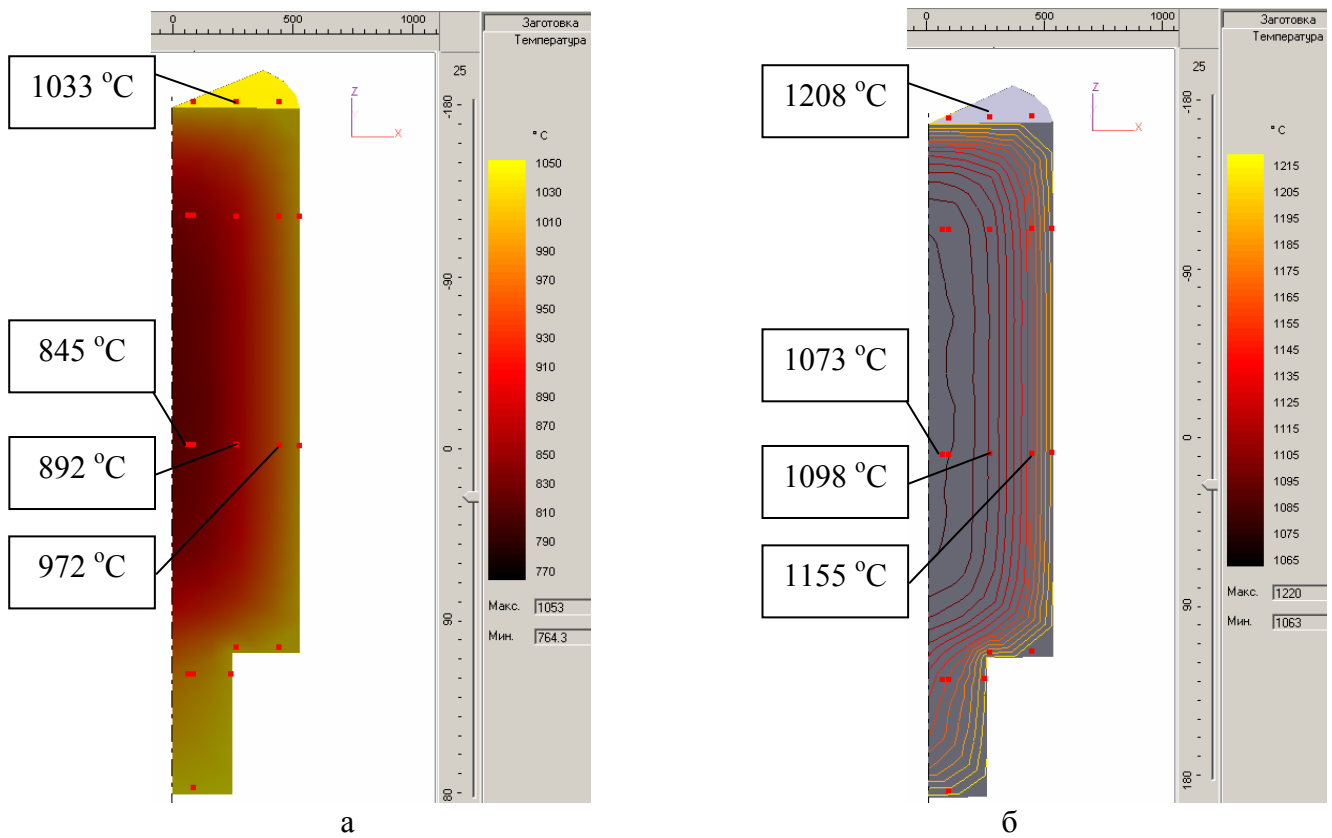 0 500 1000
Заготовка
Температура
25
-180
-90
0
90
80
° C
1050
1030
1010
990
970
950
930
910
890
870
850
830
810
790
770
Макс. 1053
Мин. 764.3
z
Y
X
1033 °C
845 °C
892 °C
972 °C
а
0 500 1000
Заготовка
Температура
25
-180
-90
0
90
180
° C
1215
1205
1195
1185
1175
1165
1155
1145
1135
1125
1115
1105
1095
1085
1075
1065
Макс. 1220
Мин. 1063
z
X
1208 °C
1073 °C
1098 °C
1155 °C
б